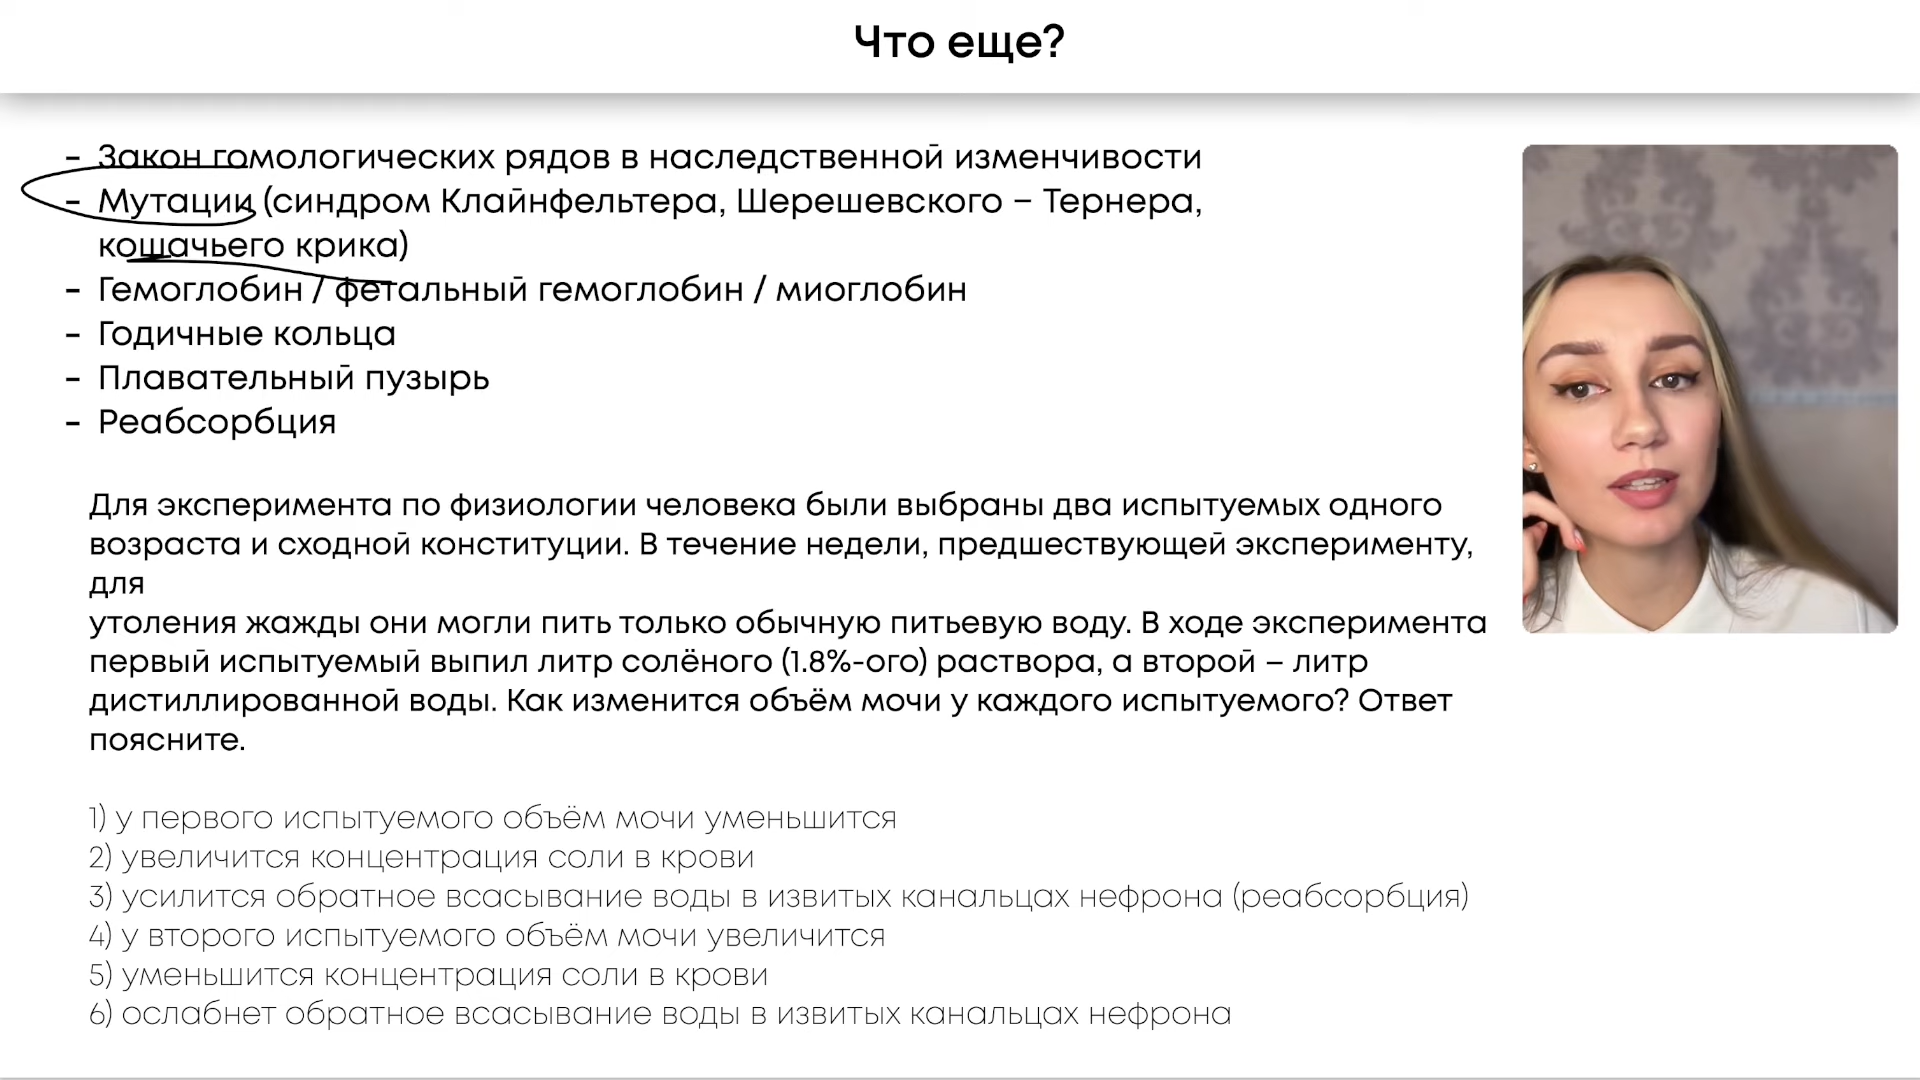 Что еще?
- Закон гомологических рядов в наследственной изменчивости
- Мутации (синдром Клайнфельтера, Шерешевского – Тернера,
кошачьего крика)
- Гемоглобин / фетальный гемоглобин / миоглобин
- Годичные кольца
- Плавательный пузырь
- Реабсорбция
Для эксперимента по физиологии человека были выбраны два испытуемых одного
возраста и сходной конституции. В течение недели, предшествующей эксперименту,
для
утоления жажды они могли пить только обычную питьевую воду. В ходе эксперимента
первый испытуемый выпил литр солёного (1.8%-ого) раствора, а второй – литр
дистиллированной воды. Как изменится объём мочи у каждого испытуемого? Ответ
поясните.
1) у первого испытуемого объём мочи уменьшится
2) увеличится концентрация соли в крови
3) усилится обратное всасывание воды в извитых канальцах нефрона (реабсорбция)
4) у второго испытуемого объём мочи увеличится
5) уменьшится концентрация соли в крови
6) ослабнет обратное всасывание воды в извитых канальцах нефрона